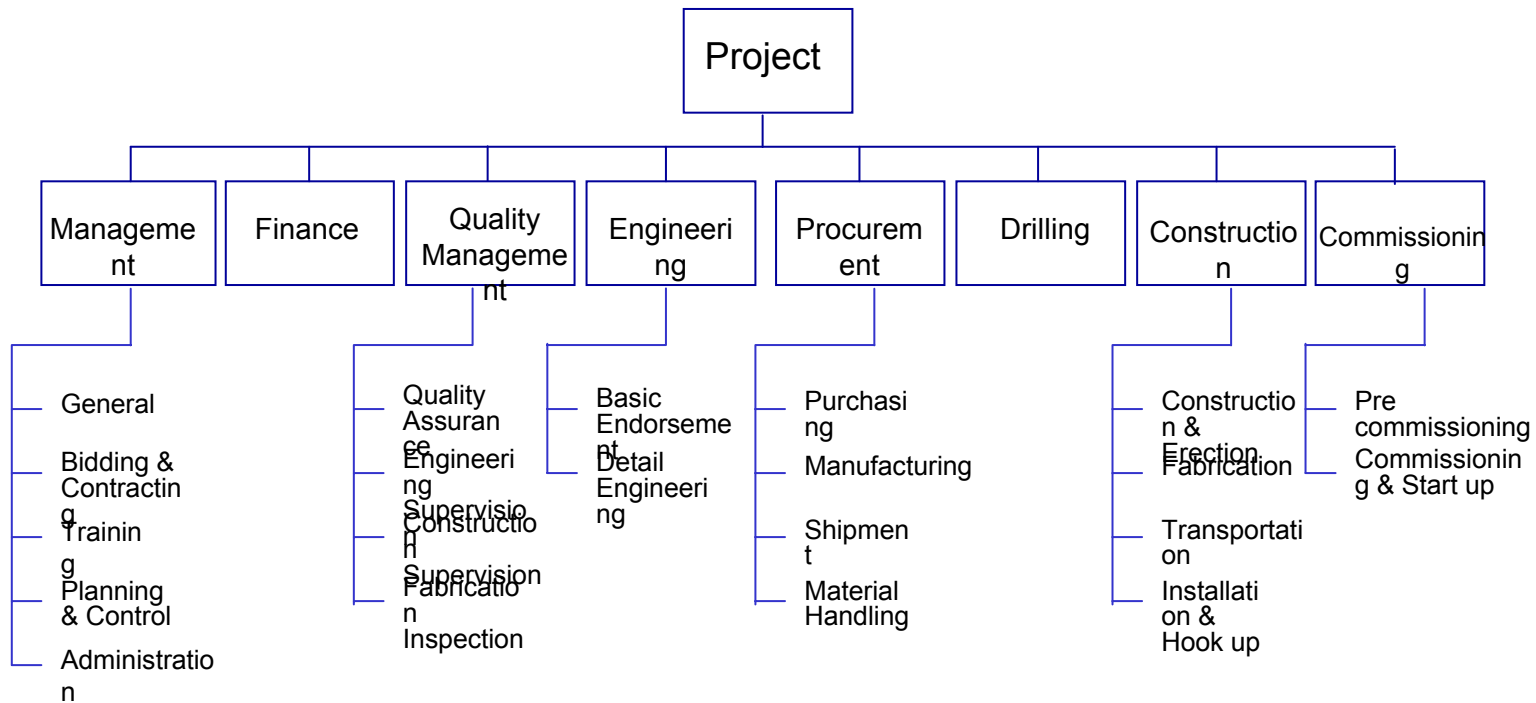 Project
Manageme
nt
Finance
Quality
Manageme
nt
Engineeri
ng
Procurem
ent
Drilling
Constructio
n
Commissionin
g
General
Bidding &
Contractin
g
Trainin
g
Planning
& Control
Administratio
n
Quality
Assuran
ce
Engineeri
ng
Supervisio
n
Constructio
n
Supervision
Fabricatio
n
Inspection
Basic
Endorseme
nt
Detail
Engineeri
ng
Purchasi
ng
Manufacturing
Shipmen
t
Material
Handling
Constructio
n &
Erection
Fabrication
Transportati
on
Installati
on &
Hook up
Pre
commissioning
Commissionin
g & Start up